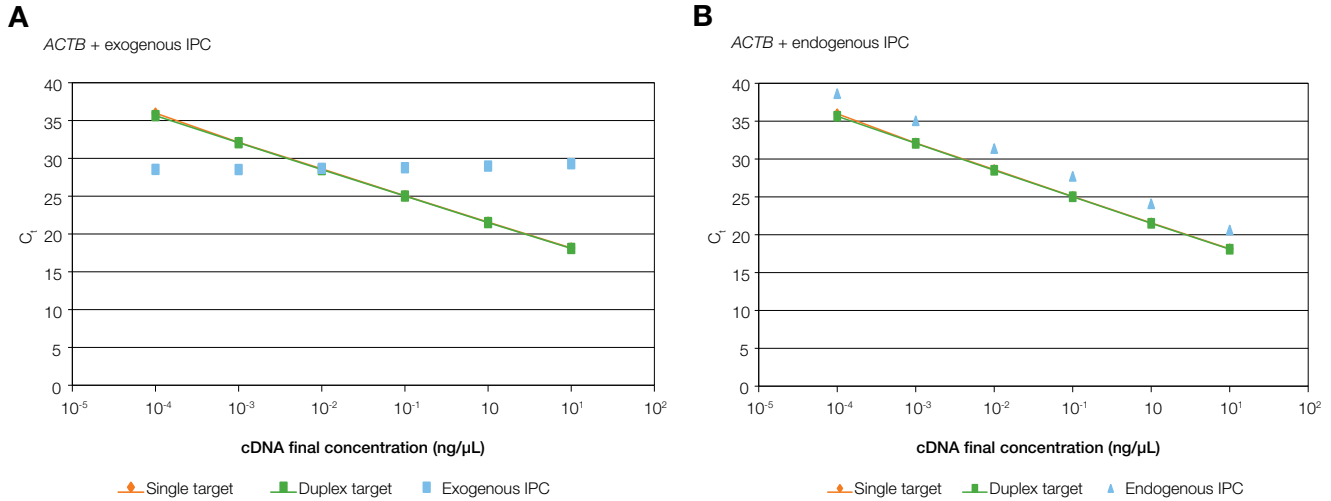 A
ACTB + exogenous IPC
40
35
30
25
20
15
10
5
0
Cₜ
10⁻⁵ 10⁻⁴ 10⁻³ 10⁻² 10⁻¹ 10 10¹ 10²
cDNA final concentration (ng/µL)
Single target Duplex target Exogenous IPC
B
ACTB + endogenous IPC
40
35
30
25
20
15
10
5
0
Cₜ
10⁻⁵ 10⁻⁴ 10⁻³ 10⁻² 10⁻¹ 10 10¹ 10²
cDNA final concentration (ng/µL)
Single target Duplex target Endogenous IPC